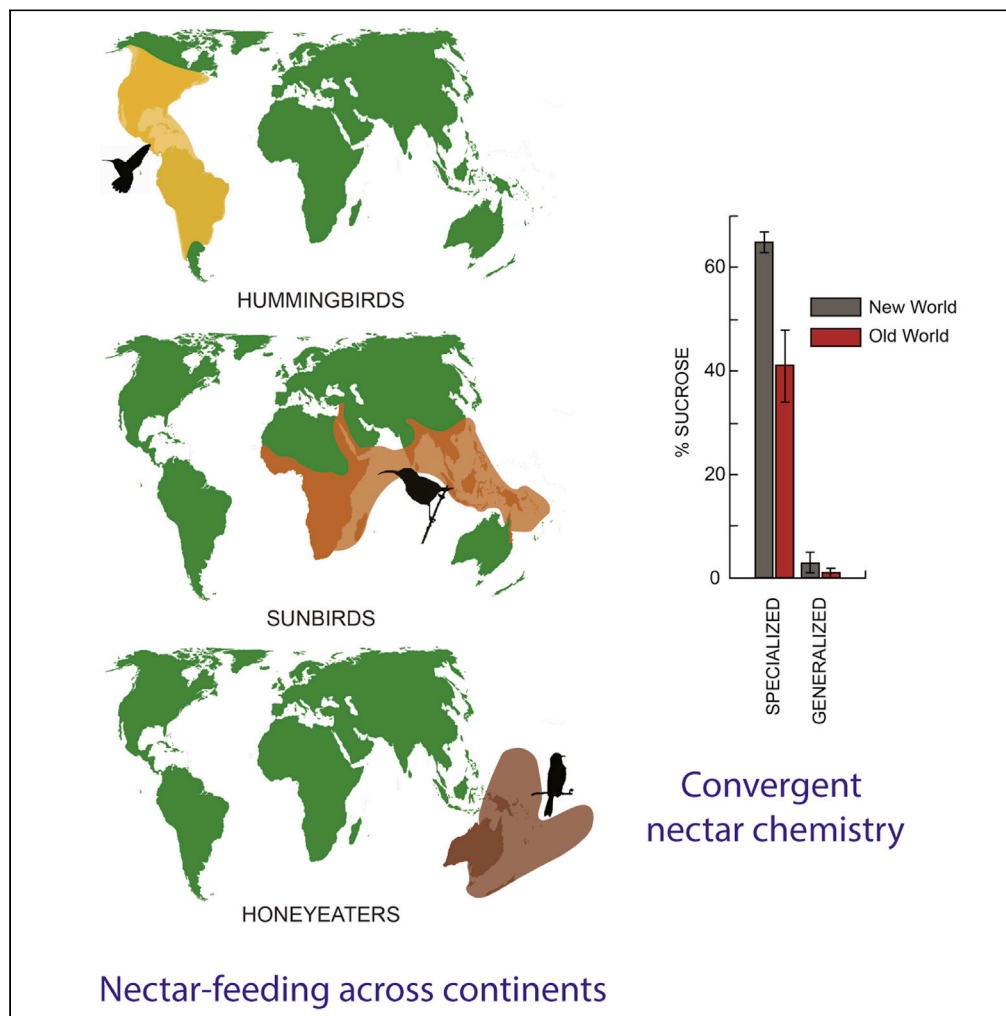 HUMMINGBIRDS
SUNBIRDS
HONEYEATERS
Nectar-feeding across continents
% SUCROSE
60
40
20
0
New World
Old World
SPECIALIZED
GENERALIZED
Convergent
nectar chemistry